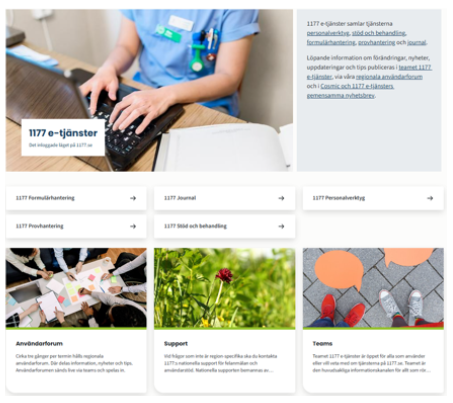 1177 e-tjänster samlar tjänsterna
personalverktyg, stöd och behandling,
formulärhantering, provhantering och journal.
Löpande information om förändringar, nyheter,
uppdateringar och tips publiceras i teamet 1177
e-tjänster, via våra regionala användarforum
och i Cosmic och 1177 e-tjänsters
gemensamma nyhetsbrev.
1177 e-tjänster
Det inloggade läget på 1177.se
1177 Formulärhantering
1177 Journal
1177 Personalverktyg
1177 Provhantering
1177 Stöd och behandling
Användarforum
Cirka tre gånger per termin hålls regionala
användarforum. Där delas information, nyheter och tips.
Användarforumen sänds live via teams och spelas in.
Support
Vid frågor som inte är region specifika ska du kontakta
1177:s nationella support för felanmälan och
användarstöd. Nationella supporten bemannas av...
Teams
Teamet 1177 e-tjänster är öppet för alla som använder
eller vill veta med om tjänsterna på 1177.se. Teamet är
den huvudsakliga informationskanalen för allt som rör...